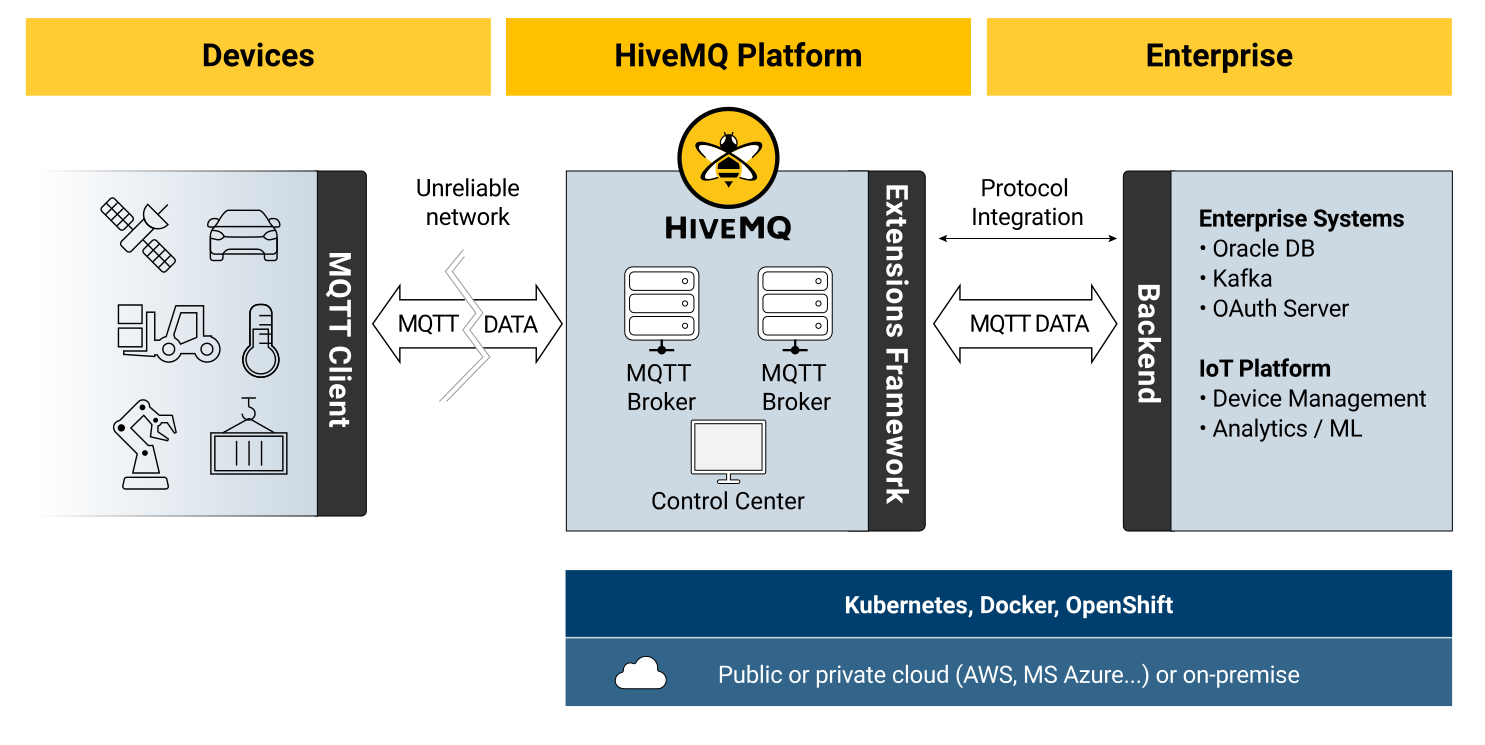 Devices
HiveMQ Platform
Enterprise
MQTT Client
Unreliable
network
MQTT
DATA
HIVEMQ
MQTT
Broker
MQTT
Broker
Control Center
Extensions Framework
Protocol
Integration
MQTT DATA
Backend
Enterprise Systems
• Oracle DB
• Kafka
• OAuth Server
IoT Platform
• Device Management
• Analytics / ML
Kubernetes, Docker, OpenShift
Public or private cloud (AWS, MS Azure...) or on-premise